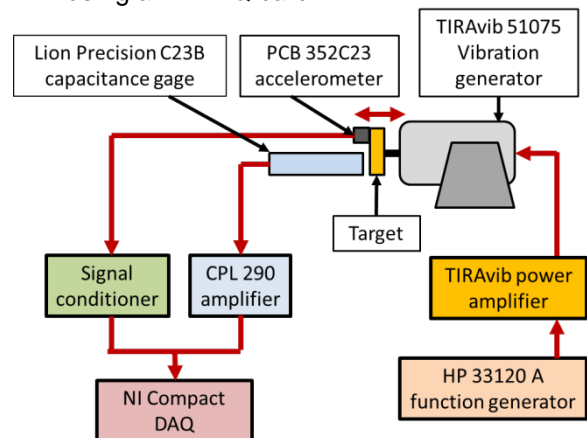 using
Lion Precision C23B
capacitance gage
PCB 352C23
accelerometer
TIRAvib 51075
Vibration
generator
Target
Signal
conditioner
CPL 290
amplifier
TIRAvib power
amplifier
NI Compact
DAQ
HP 33120 A
function generator